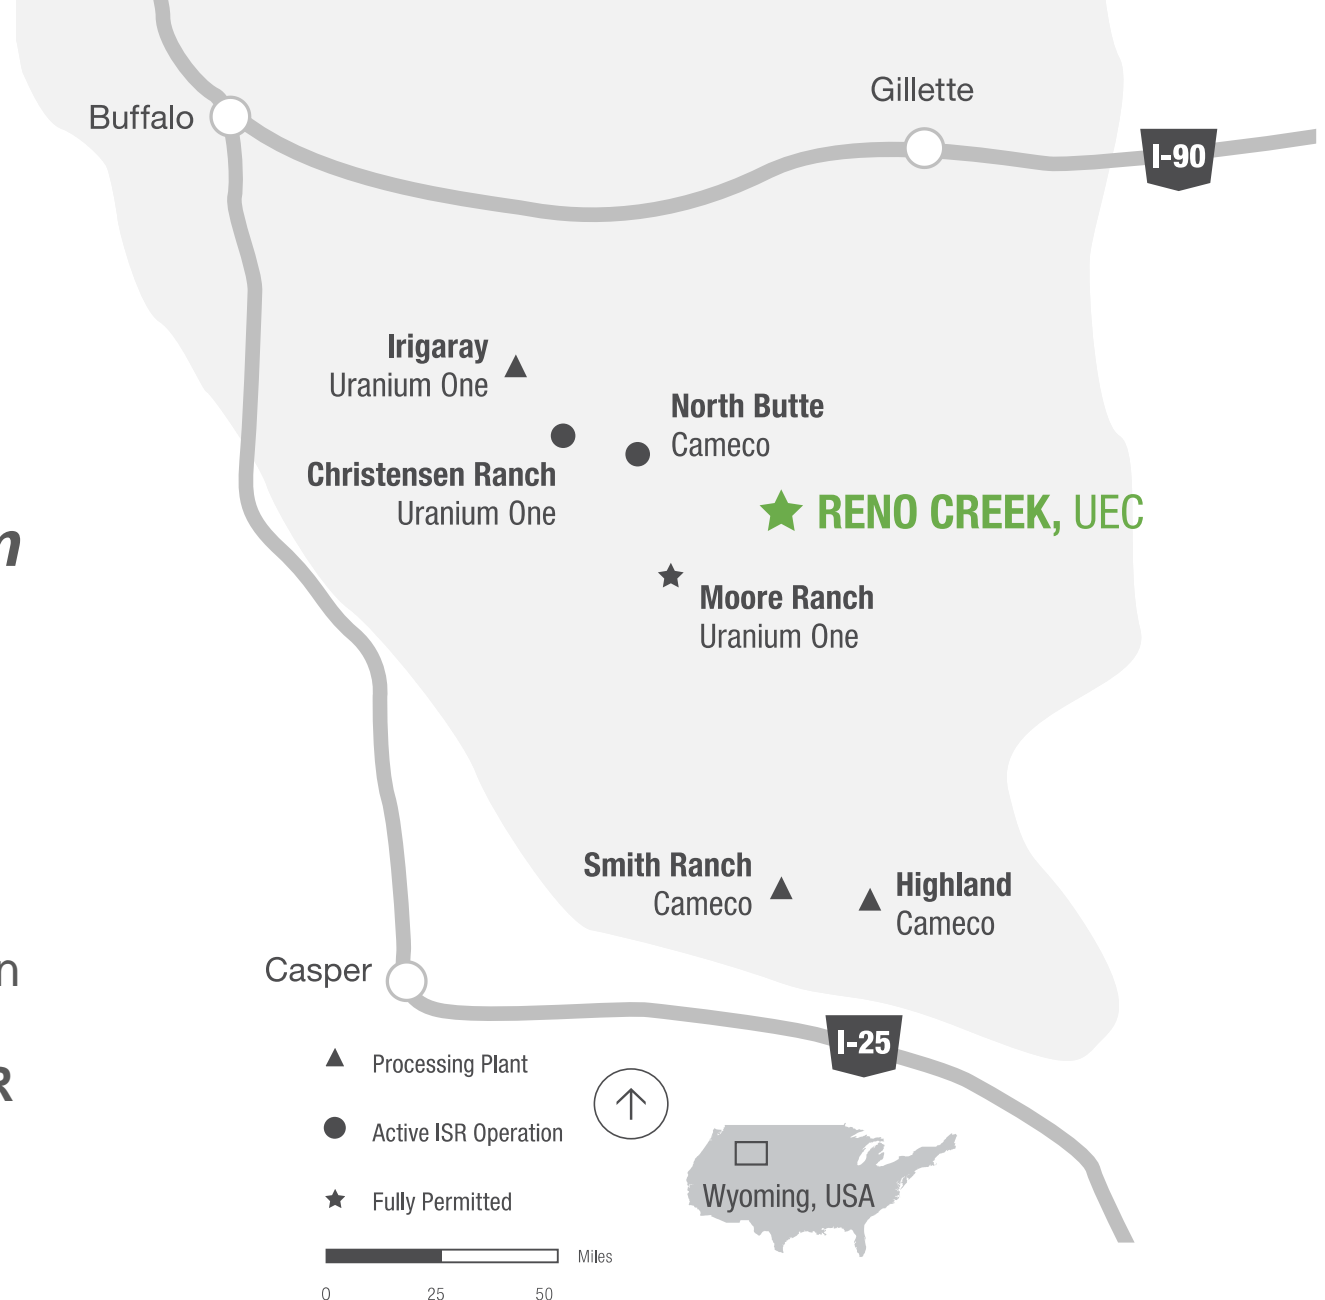 Gillette
Buffalo
I-90
Irigaray
Uranium One
North Butte
Cameco
Christensen Ranch
Uranium One
RENO CREEK, UEC
n
Moore Ranch
Uranium One
Smith Ranch
Cameco
Highland
Cameco
n
Casper
I-25
Processing Plant
R
Active ISR Operation
Fully Permitted
Wyoming, USA
Miles
0 25 50